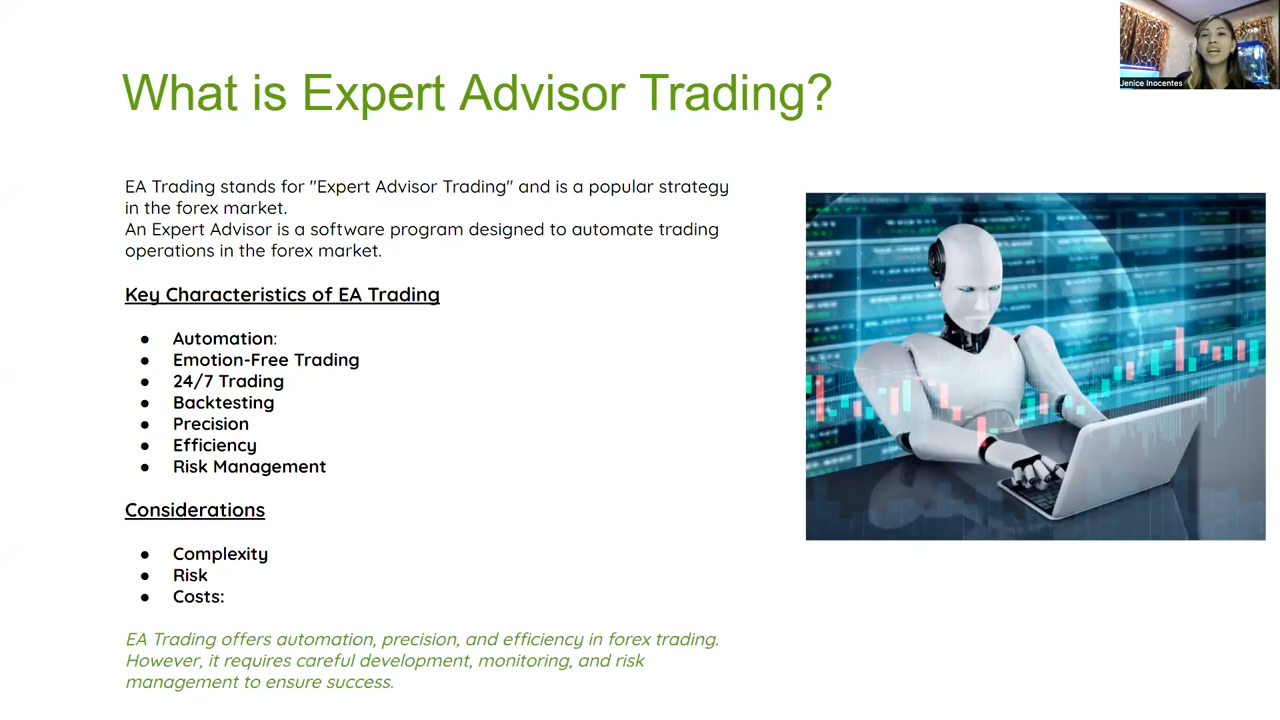 What is Expert Advisor Trading?
Jenice Inocentes
EA Trading stands for "Expert Advisor Trading" and is a popular strategy
in the forex market.
An Expert Advisor is a software program designed to automate trading
operations in the forex market.
Key Characteristics of EA Trading
● Automation:
● Emotion-Free Trading
● 24/7 Trading
● Backtesting
● Precision
● Efficiency
● Risk Management
Considerations
● Complexity
● Risk
● Costs:
EA Trading offers automation, precision, and efficiency in forex trading.
However, it requires careful development, monitoring, and risk
management to ensure success.